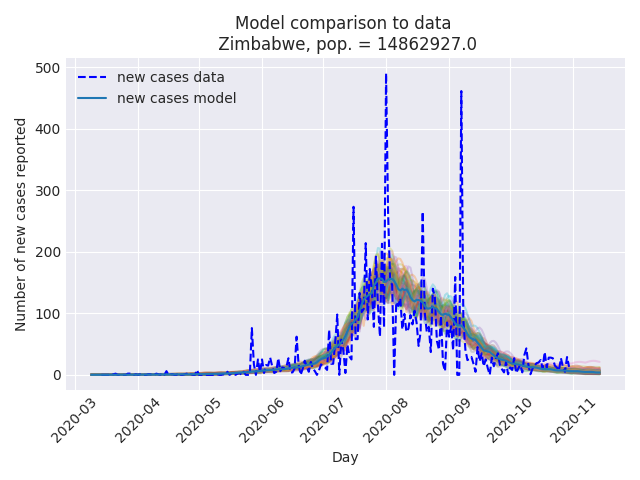 Model comparison to data
Zimbabwe, pop. = 14862927.0
new cases data
new cases model
Number of new cases reported
500
400
300
200
100
0
2020-03
2020-04
2020-05
2020-06
2020-07
2020-08
2020-09
2020-10
2020-11
Day